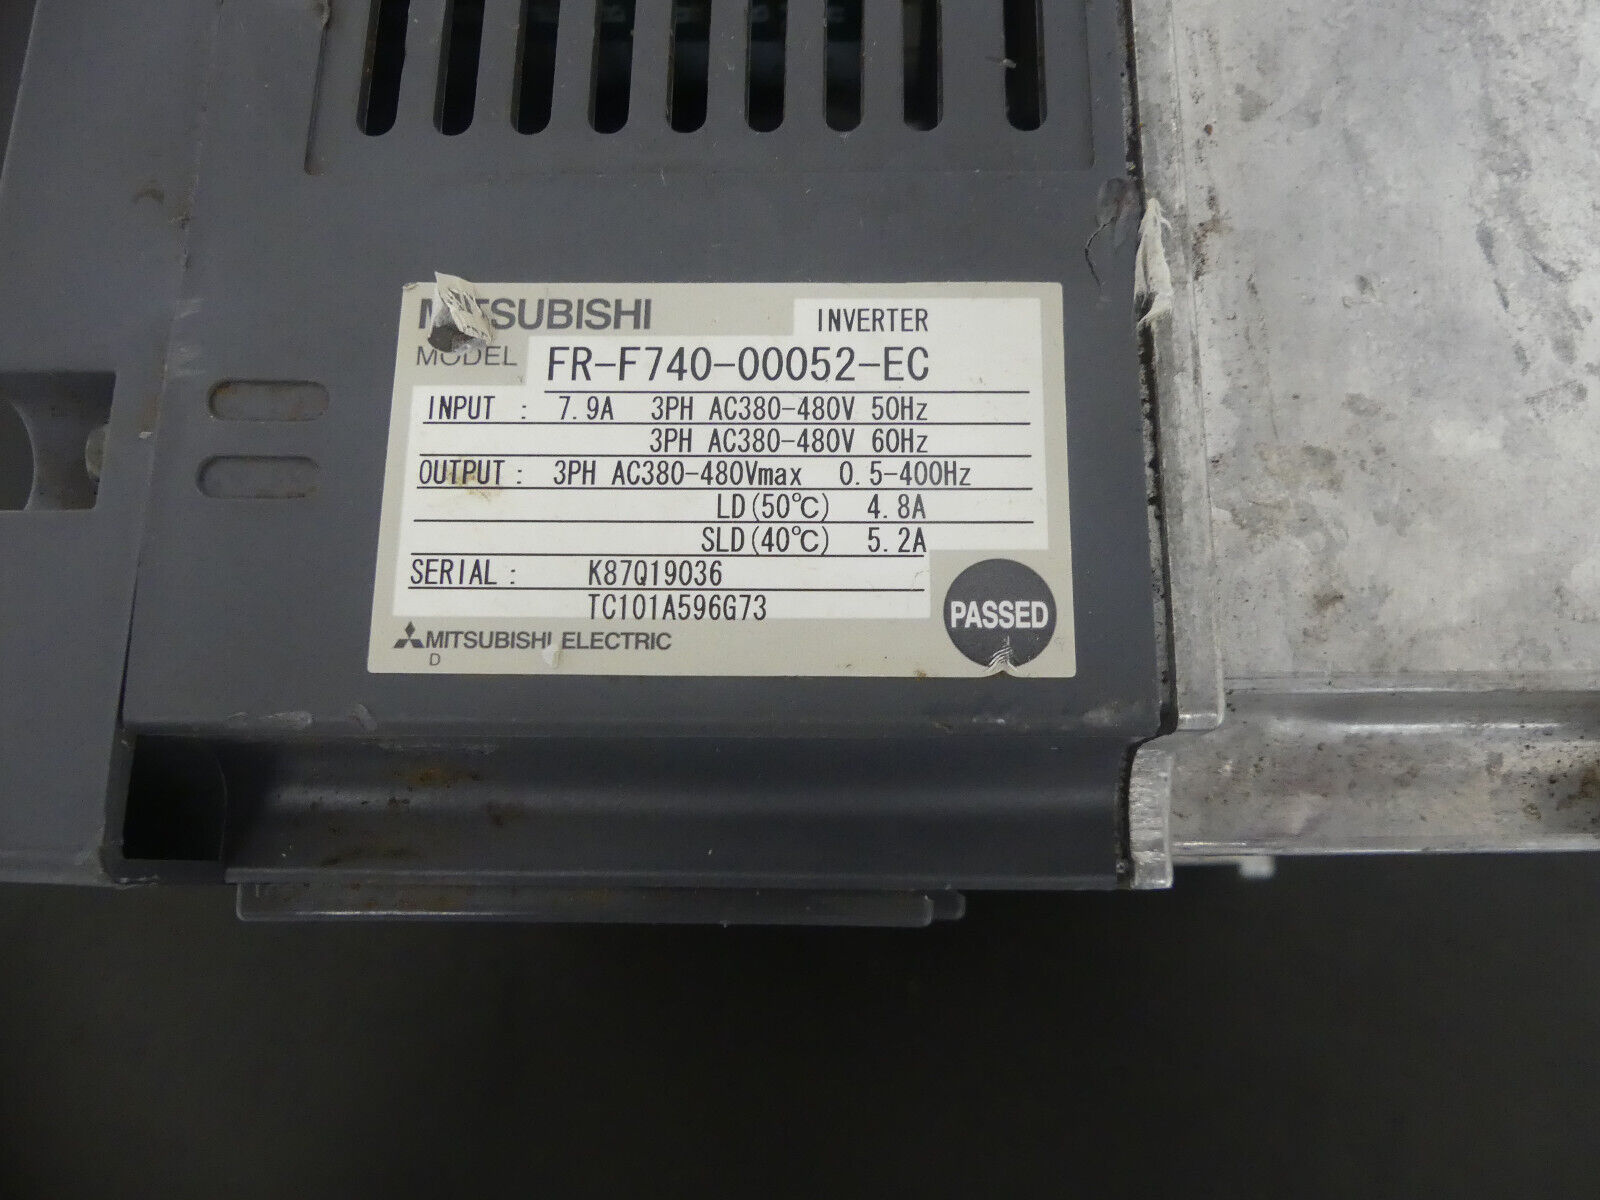 MITSUBISHI INVERTER
MODEL FR-F740-00052-EC
INPUT : 7.9A 3PH AC380-480V 50Hz
3PH AC380-480V 60Hz
OUTPUT : 3PH AC380-480Vmax 0.5-400Hz
LD(50℃) 4.8A
SLD(40℃) 5.2A
SERIAL : K87Q19036
TC101A596G73
PASSED
MITSUBISHI ELECTRIC
D